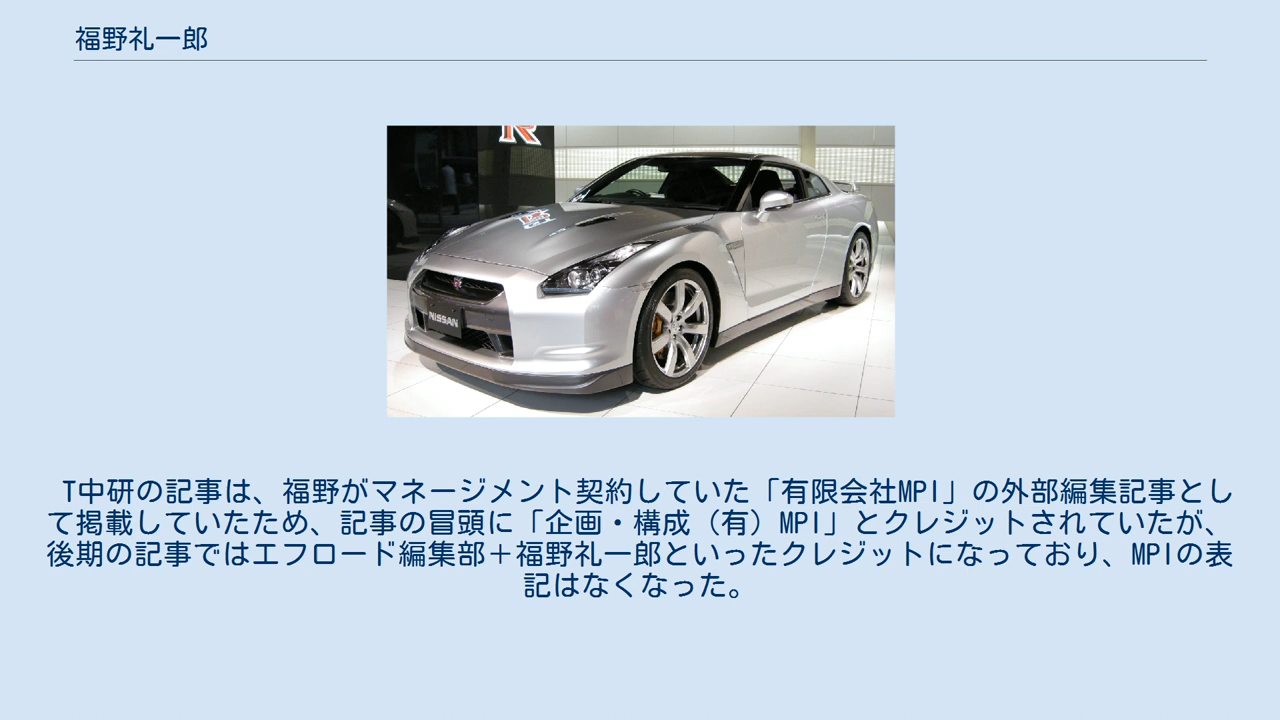 福野礼一郎
R
R
NISSAN
T中研の記事は、福野がマネージメント契約していた「有限会社MPI」の外部編集記事とし
て掲載していたため、記事の冒頭に「企画・構成（有）MPI」とクレジットされていたが、
後期の記事ではエフロード編集部＋福野礼一郎といったクレジットになっており、MPIの表
記はなくなった。